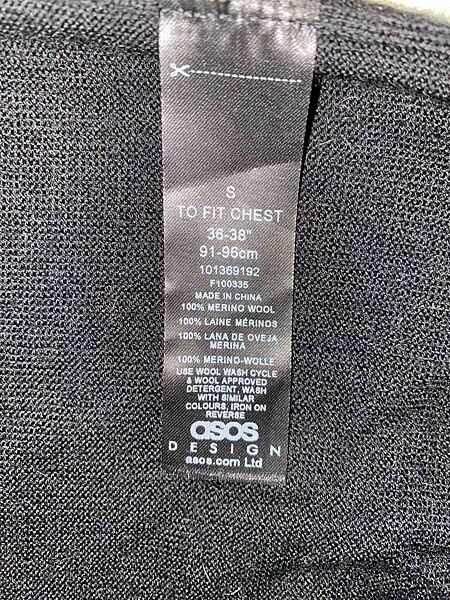 S
TO FIT CHEST
36-38"
91-96cm
101369192
F100335
MADE IN CHINA
100% MERINO WOOL
100% LAINE MÉRINOS
100% LANA DE OVEJA
MERINA
100% MERINO-WOLLE
USE WOOL WASH CYCLE
& WOOL APPROVED
DETERGENT, WASH
WITH SIMILAR
COLOURS, IRON ON
REVERSE
asos
DESIGN
asos.com Ltd